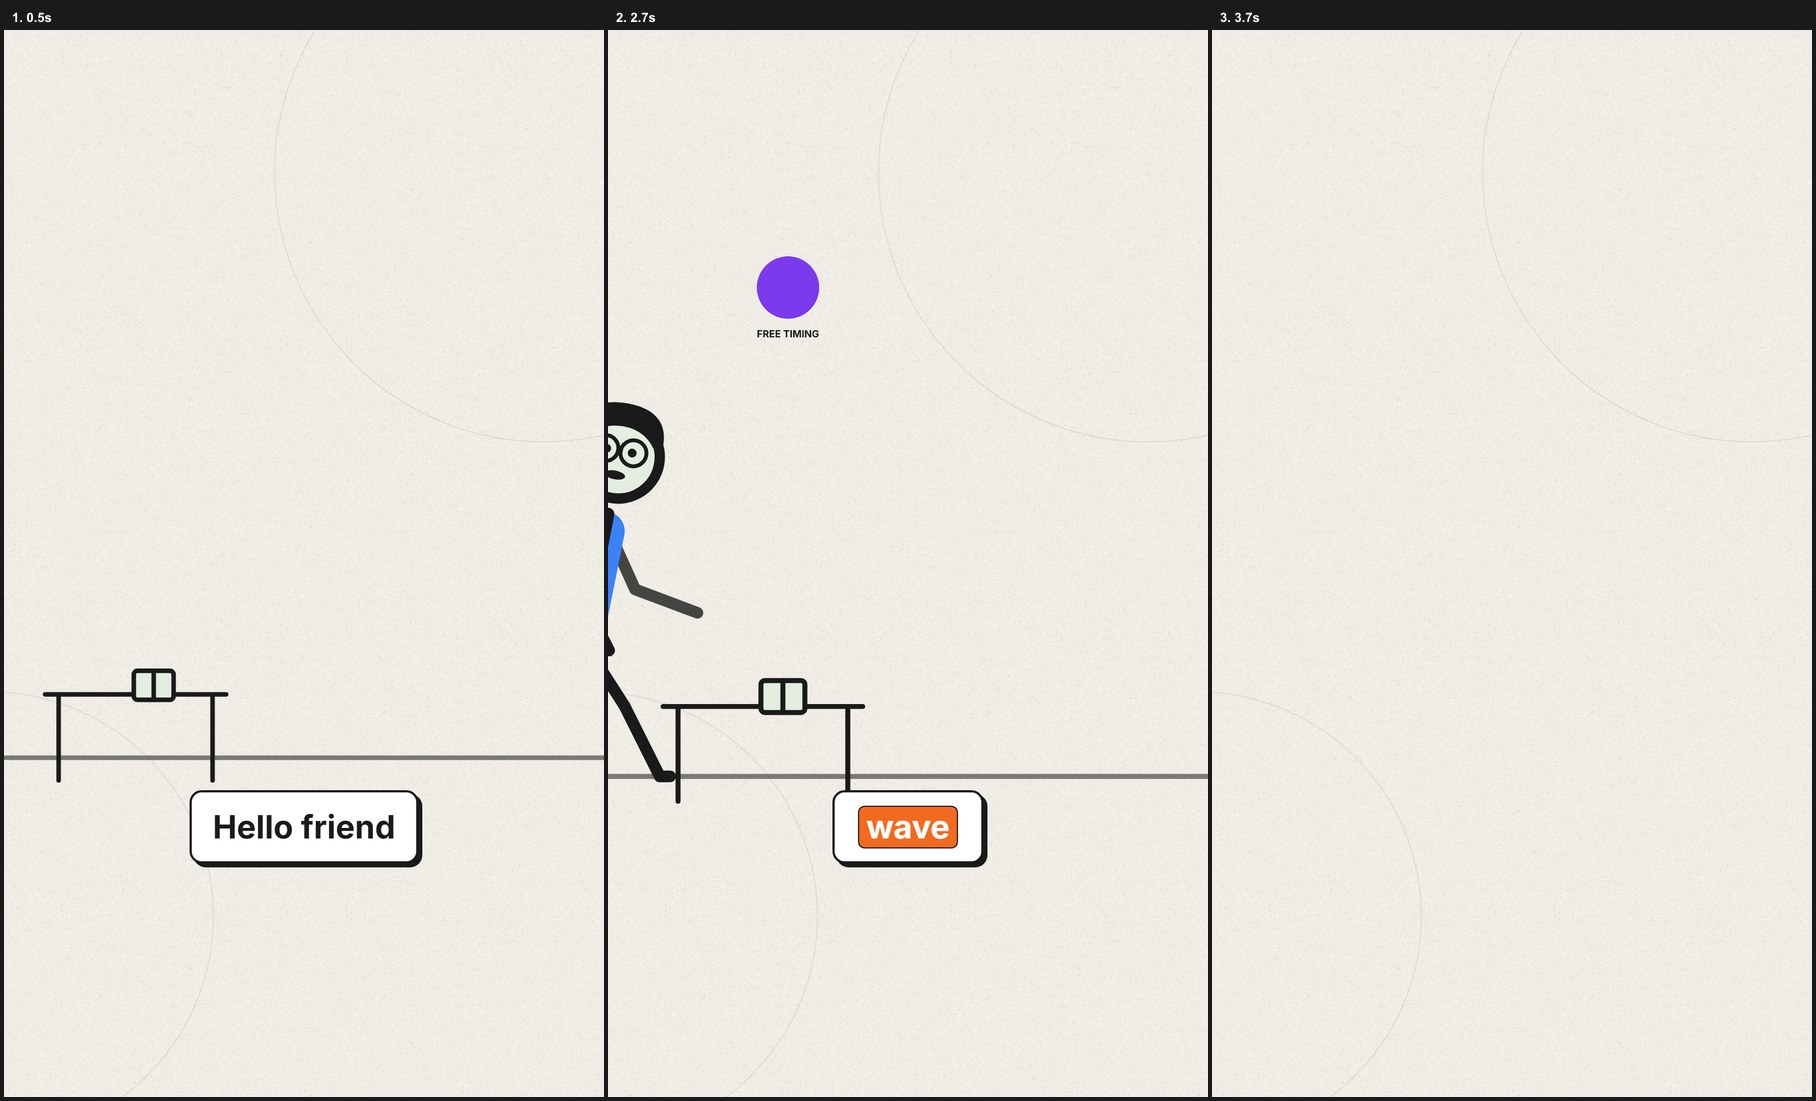 1. 0.5s
2. 2.7s
3. 3.7s
FREE TIMING
Hello friend
wave